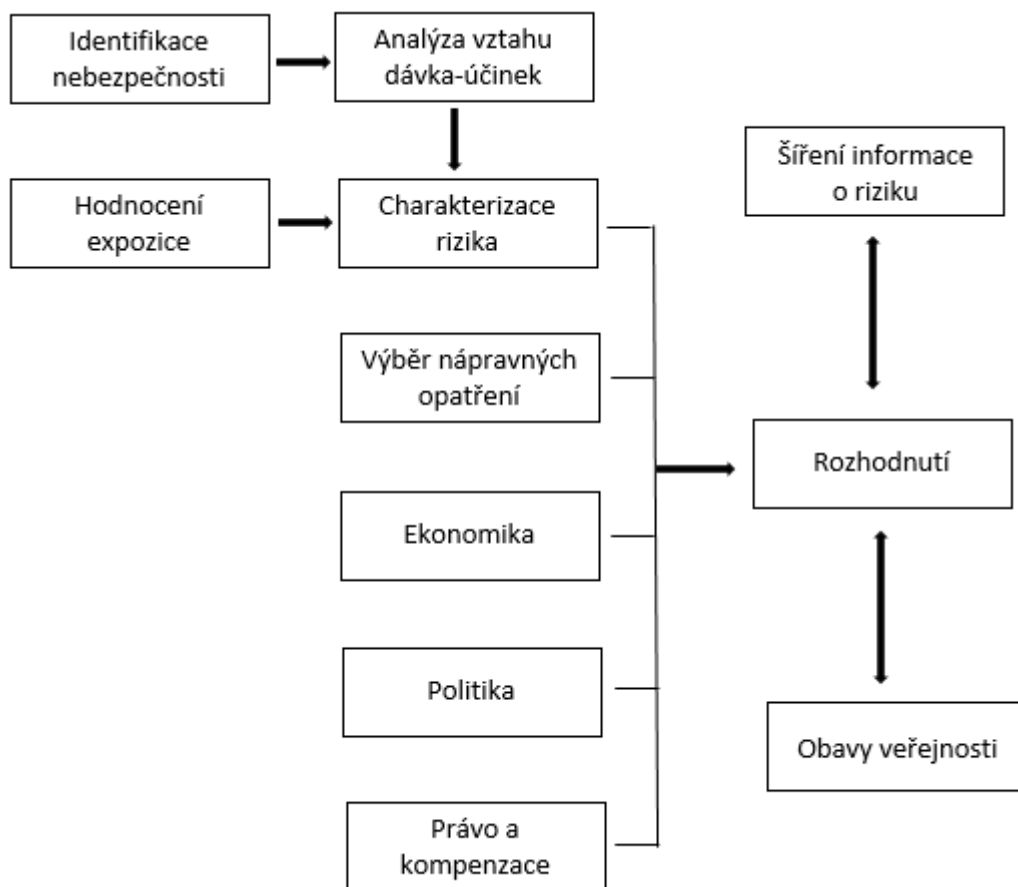 Identifikace
nebezpečnosti
Analýza vztahu
dávka-účinek
Šíření informace
o riziku
Hodnocení
expozice
Charakterizace
rizika
Výběr nápravných
opatření
Rozhodnutí
Ekonomika
Politika
Obavy veřejnosti
Právo a
kompenzace